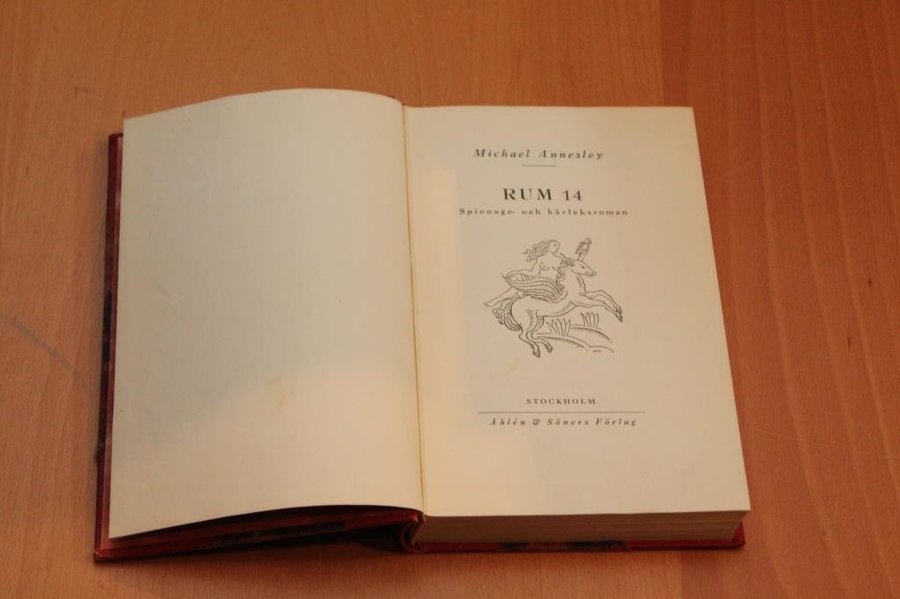 Michael Annesley
RUM 14
Spionage- och kärleksroman
STOCKHOLM
Åhlén & Söners Förlag